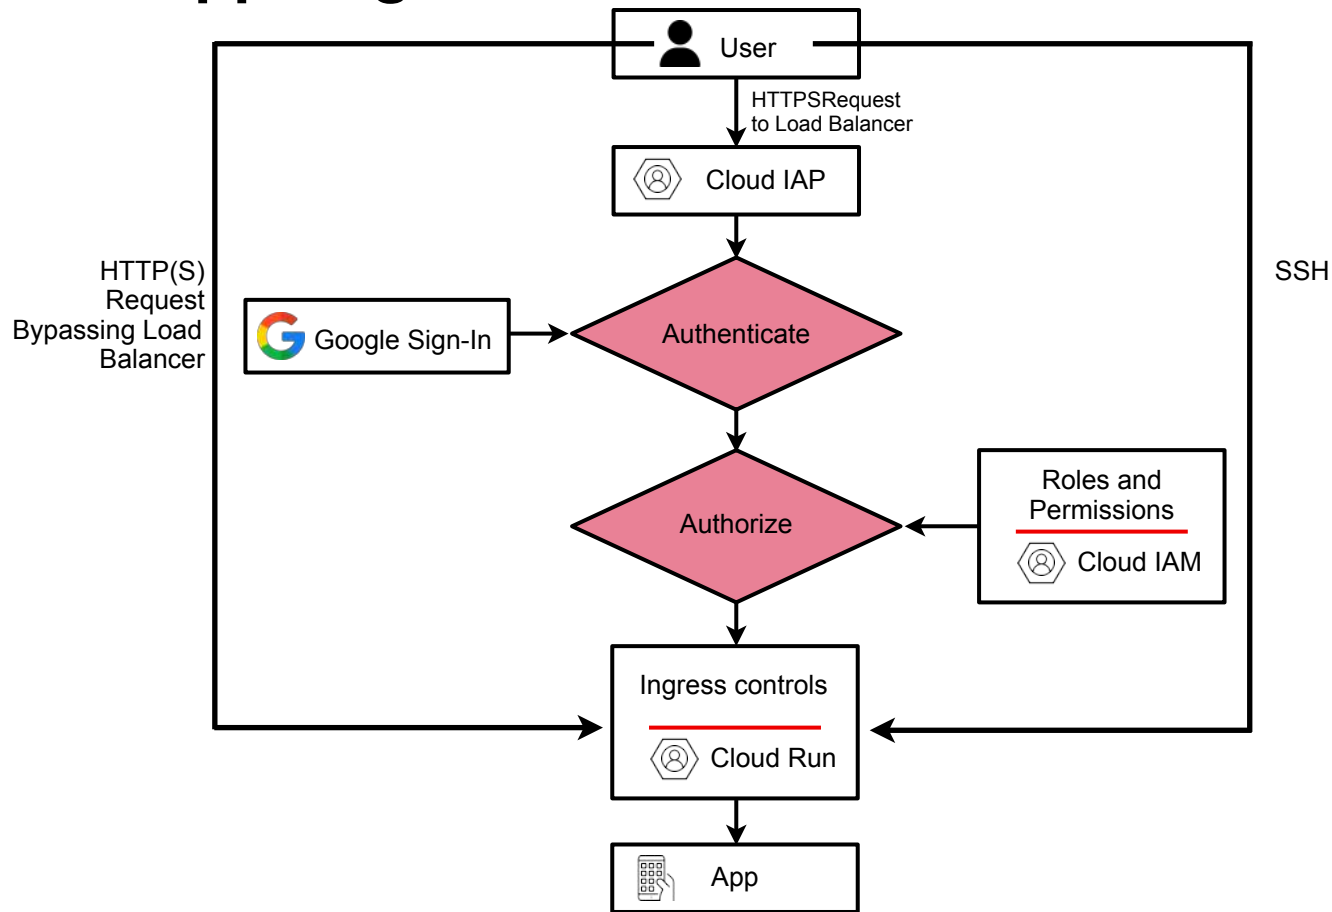 User
HTTPSRequest
to Load Balancer
Cloud IAP
HTTP(S)
Request
Bypassing Load
Balancer
SSH
Google Sign-In
Authenticate
Authorize
Roles and
Permissions
Cloud IAM
Ingress controls
Cloud Run
App